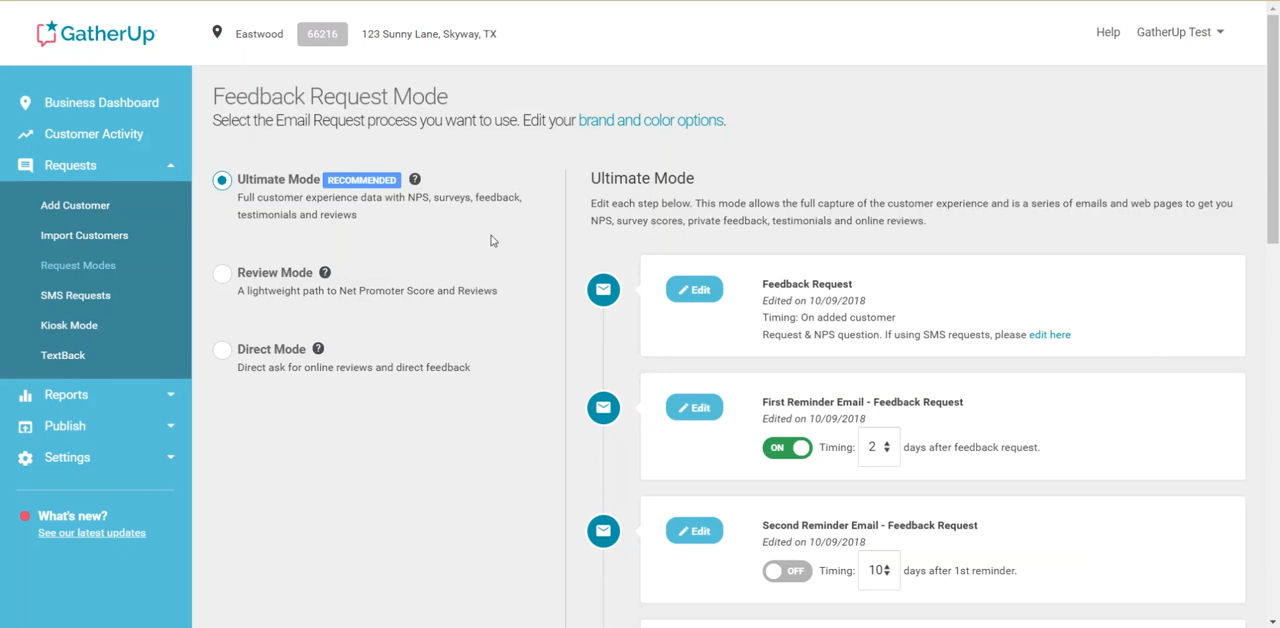 GatherUp
Eastwood 66216 123 Sunny Lane, Skyway, TX
Help GatherUp Test
Business Dashboard
Customer Activity
Requests
Add Customer
Import Customers
Request Modes
SMS Requests
Kiosk Mode
TextBack
Reports
Publish
Settings
What's new?
See our latest updates
Feedback Request Mode
Select the Email Request process you want to use. Edit your brand and color options.
Ultimate Mode RECOMMENDED ?
Full customer experience data with NPS, surveys, feedback,
testimonials and reviews
Review Mode ?
A lightweight path to Net Promoter Score and Reviews
Direct Mode ?
Direct ask for online reviews and direct feedback
Ultimate Mode
Edit each step below. This mode allows the full capture of the customer experience and is a series of emails and web pages to get you
NPS, survey scores, private feedback, testimonials and online reviews.
Edit
Feedback Request
Edited on 10/09/2018
Timing: On added customer
Request & NPS question. If using SMS requests, please edit here
Edit
First Reminder Email - Feedback Request
Edited on 10/09/2018
ON Timing: 2 days after feedback request.
Edit
Second Reminder Email - Feedback Request
Edited on 10/09/2018
OFF Timing: 10 days after 1st reminder.